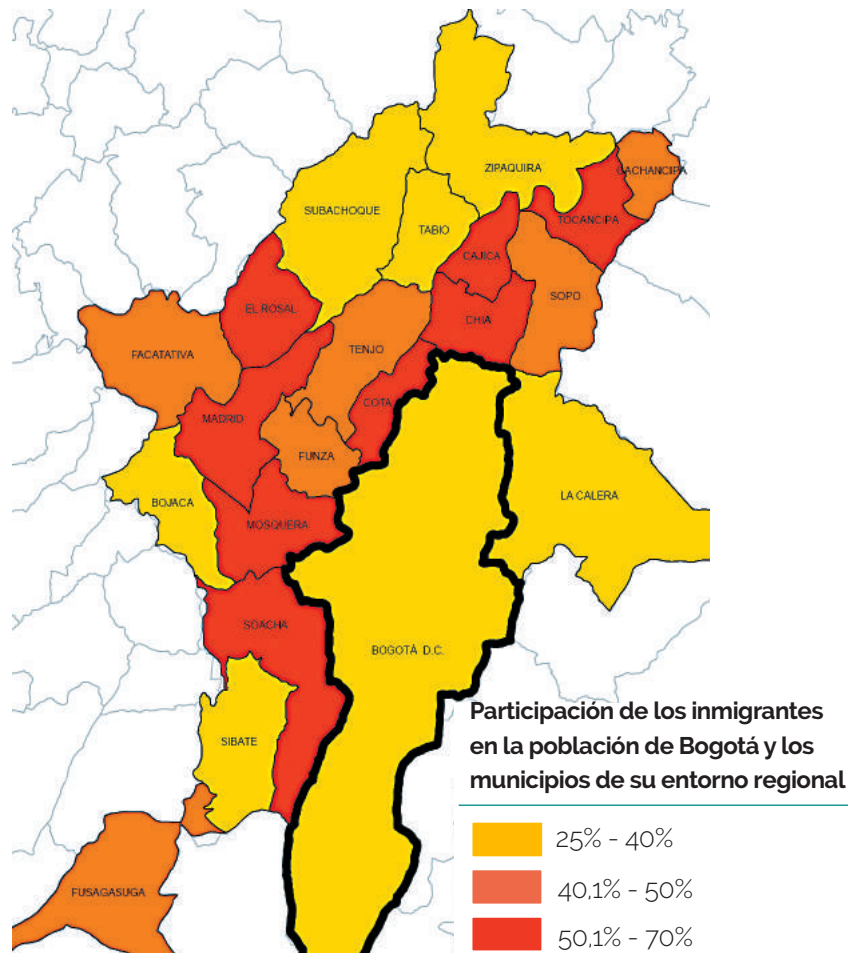 ZIPAQUIRA
GACHANCIPA
SUBACHOQUE
TOCANCIPA
TABIO
CAJICA
SOPO
EL ROSAL
CHIA
TENJO
FACATATIVA
COTA
MADRID
FUNZA
LA CALERA
BOJACA
MOSQUERA
SOACHA
BOGOTÁ D.C.
SIBATE
FUSAGASUGA
Participación de los inmigrantes
en la población de Bogotá y los
municipios de su entorno regional
25% - 40%
40,1% - 50%
50,1% - 70%